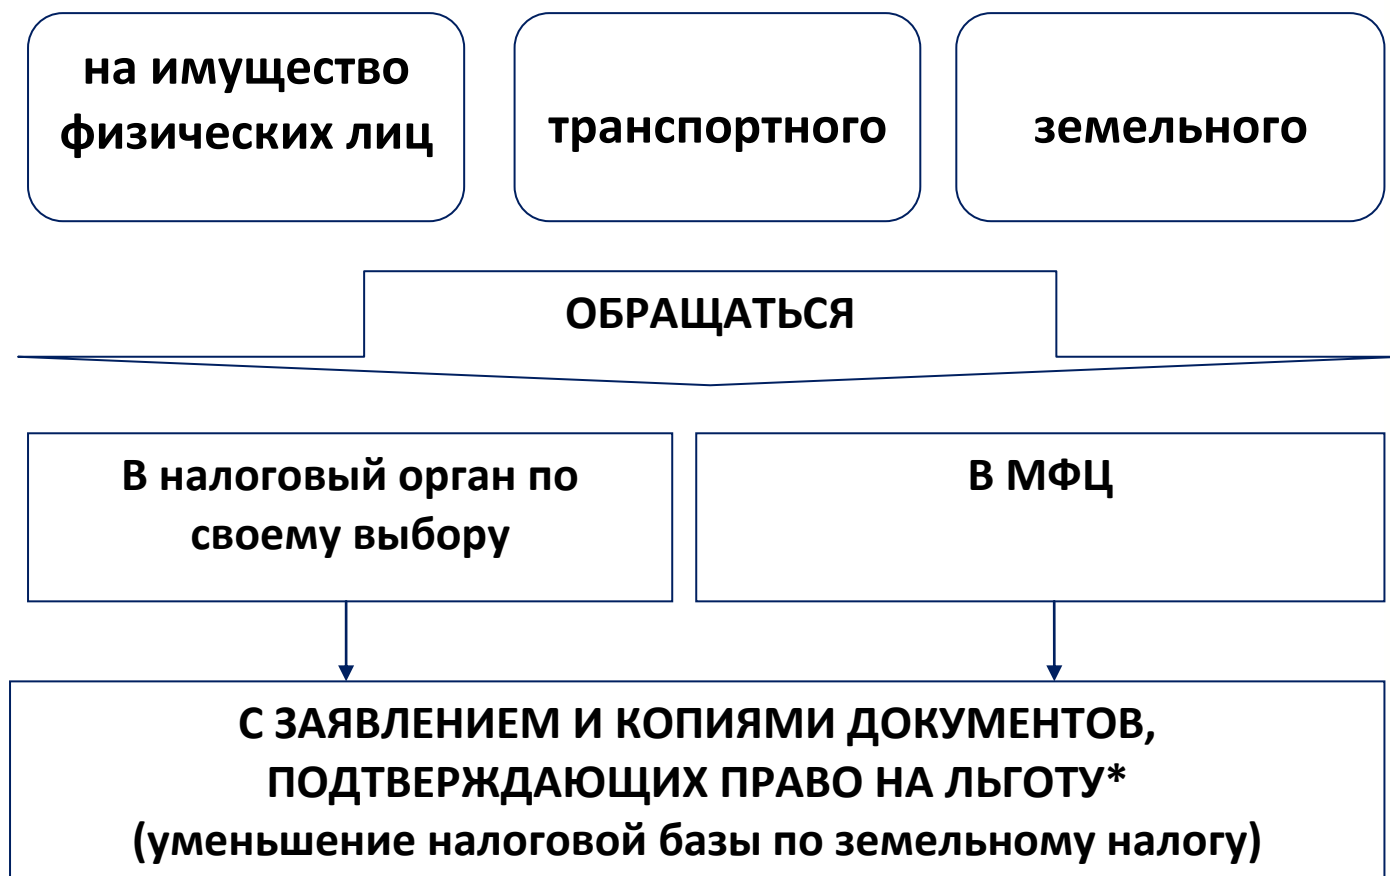 на имущество
физических лиц
транспортного
земельного
ОБРАЩАТЬСЯ
В налоговый орган по
своему выбору
В МФЦ
С ЗАЯВЛЕНИЕМ И КОПИЯМИ ДОКУМЕНТОВ,
ПОДТВЕРЖДАЮЩИХ ПРАВО НА ЛЬГОТУ*
(уменьшение налоговой базы по земельному налогу)